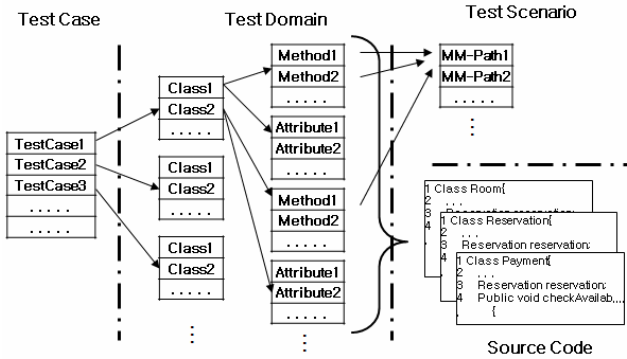 Test Case
Test Domain
Test Scenario
TestCase1
TestCase2
TestCase3
. . . . .
. . . . .
Class1
Class2
. . . . .
Class1
Class2
. . . . .
Class1
Class2
. . . . .
Method1
Method2
. . . . .
Attribute1
Attribute2
. . . . .
Method1
Method2
. . . . .
Attribute1
Attribute2
. . . . .
MM-Path1
MM-Path2
. . . . .
1 Class Room{
2 . . .
3 Reservation reservation;
4
1 Class Reservation{
2 . . .
3 Reservation reservation;
4
1 Class Payment{
2 . . .
3 Reservation reservation;
4 Public void checkAvailab....
. {
Source Code